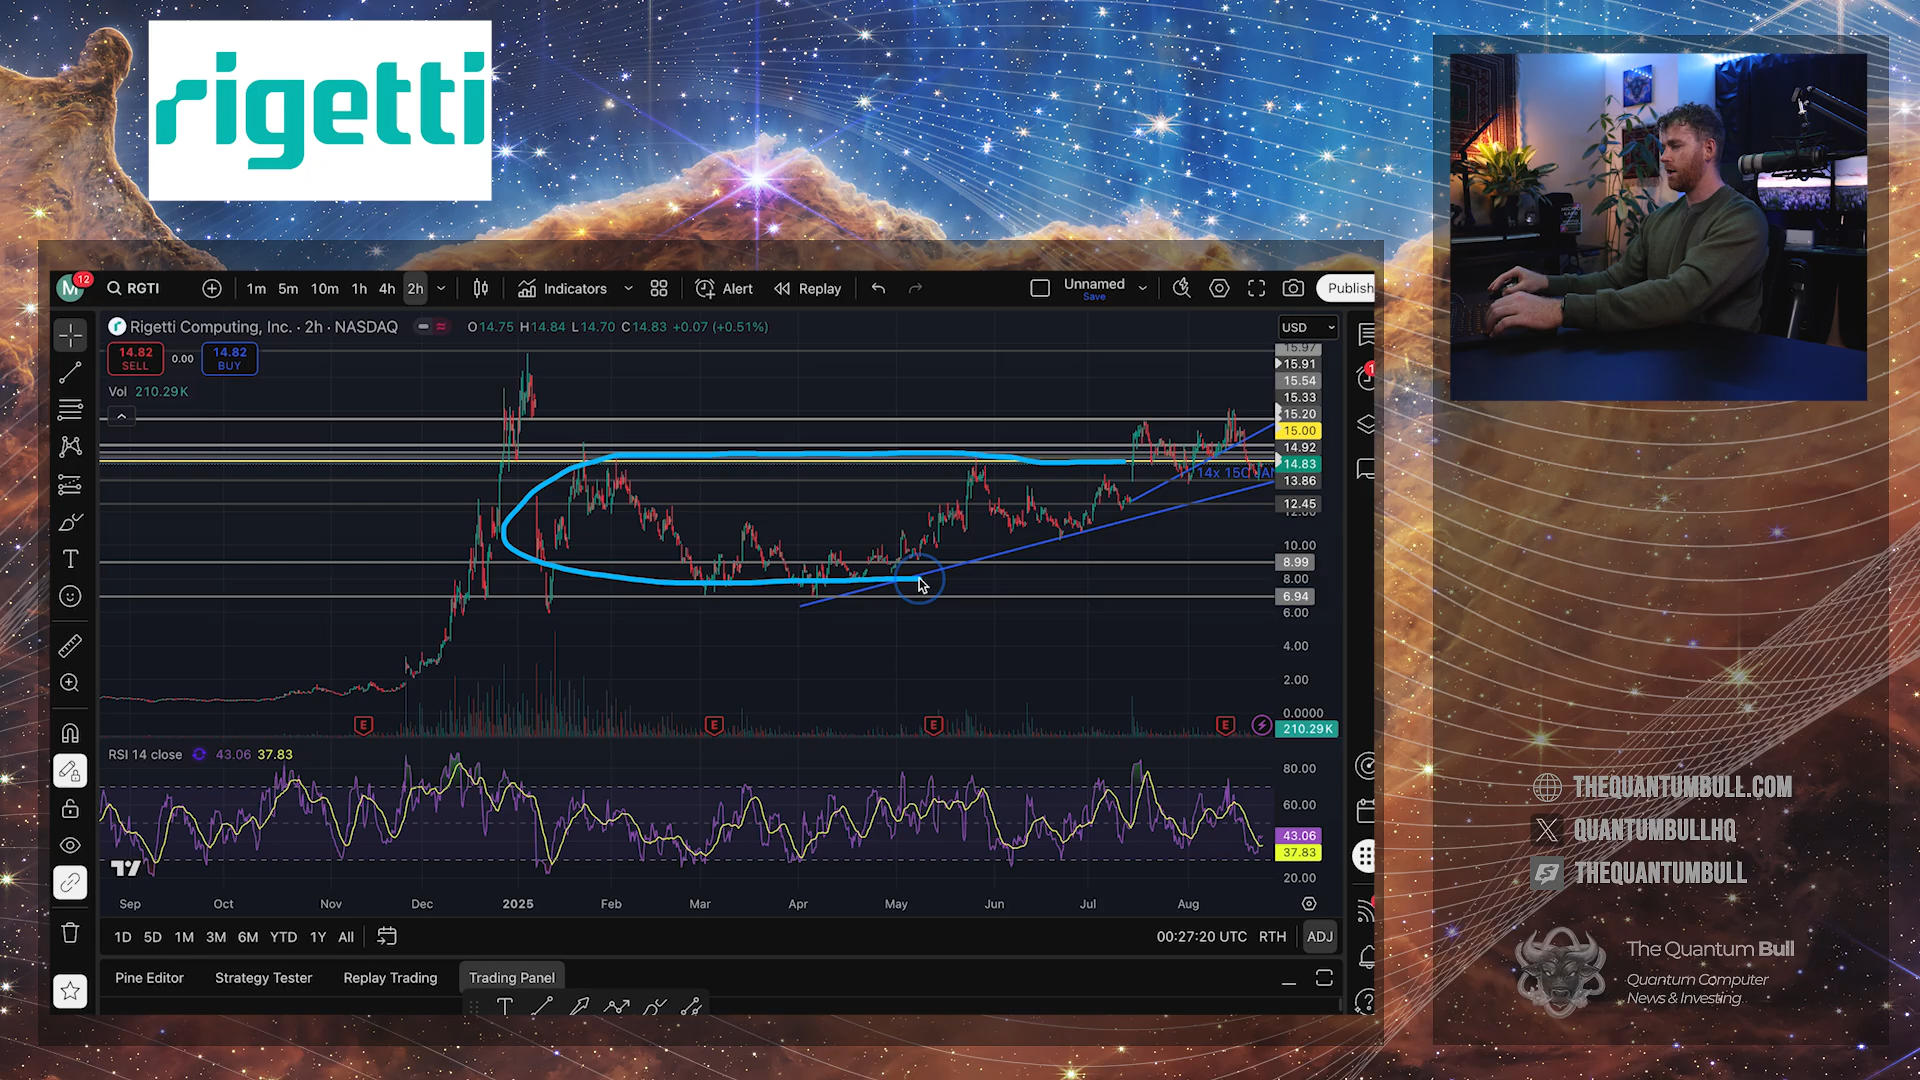 rigetti
M 12 RGTI 1m 5m 10m 1h 4h 2h Indicators Alert Replay Unnamed Publish
Save
Rigetti Computing, Inc. · 2h · NASDAQ O14.75 H14.84 L14.70 C14.83 +0.07 (+0.51%) USD
14.82 0.00 14.82
SELL BUY
Vol 210.29K
15.97
15.91
15.54
15.33
15.20
15.00
14.92
14.83
14x 15C JAN
13.86
12.45
12.00
10.00
8.99
8.00
6.94
6.00
4.00
2.00
0.0000
E E E E
210.29K
RSI 14 close 43.06 37.83
80.00
60.00
43.06
37.83
20.00
Sep Oct Nov Dec 2025 Feb Mar Apr May Jun Jul Aug
1D 5D 1M 3M 6M YTD 1Y All 00:27:20 UTC RTH ADJ
Pine Editor Strategy Tester Replay Trading Trading Panel
THEQUANTUMBULL.COM
QUANTUMBULLHQ
THEQUANTUMBULL
The Quantum Bull
Quantum Computer
News & Investing